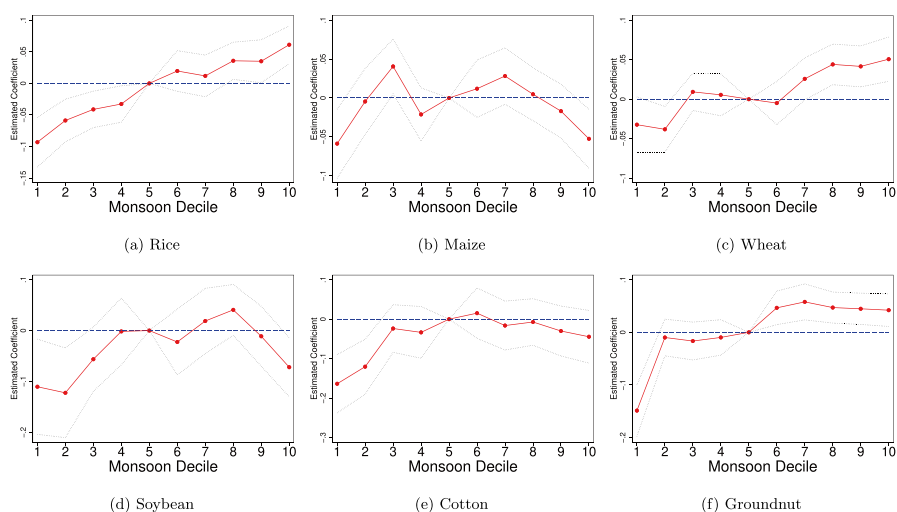 .1
.05
0
-.05
-.1
-.15
Estimated Coefficient
1 2 3 4 5 6 7 8 9 10
Monsoon Decile
(a) Rice
.1
.05
0
-.05
-.1
Estimated Coefficient
1 2 3 4 5 6 7 8 9 10
Monsoon Decile
(b) Maize
.1
.05
0
-.05
-.1
Estimated Coefficient
1 2 3 4 5 6 7 8 9 10
Monsoon Decile
(c) Wheat
.1
0
-.1
-.2
Estimated Coefficient
1 2 3 4 5 6 7 8 9 10
Monsoon Decile
(d) Soybean
.1
0
-.1
-.2
-.3
Estimated Coefficient
1 2 3 4 5 6 7 8 9 10
Monsoon Decile
(e) Cotton
.1
0
-.1
-.2
Estimated Coefficient
1 2 3 4 5 6 7 8 9 10
Monsoon Decile
(f) Groundnut